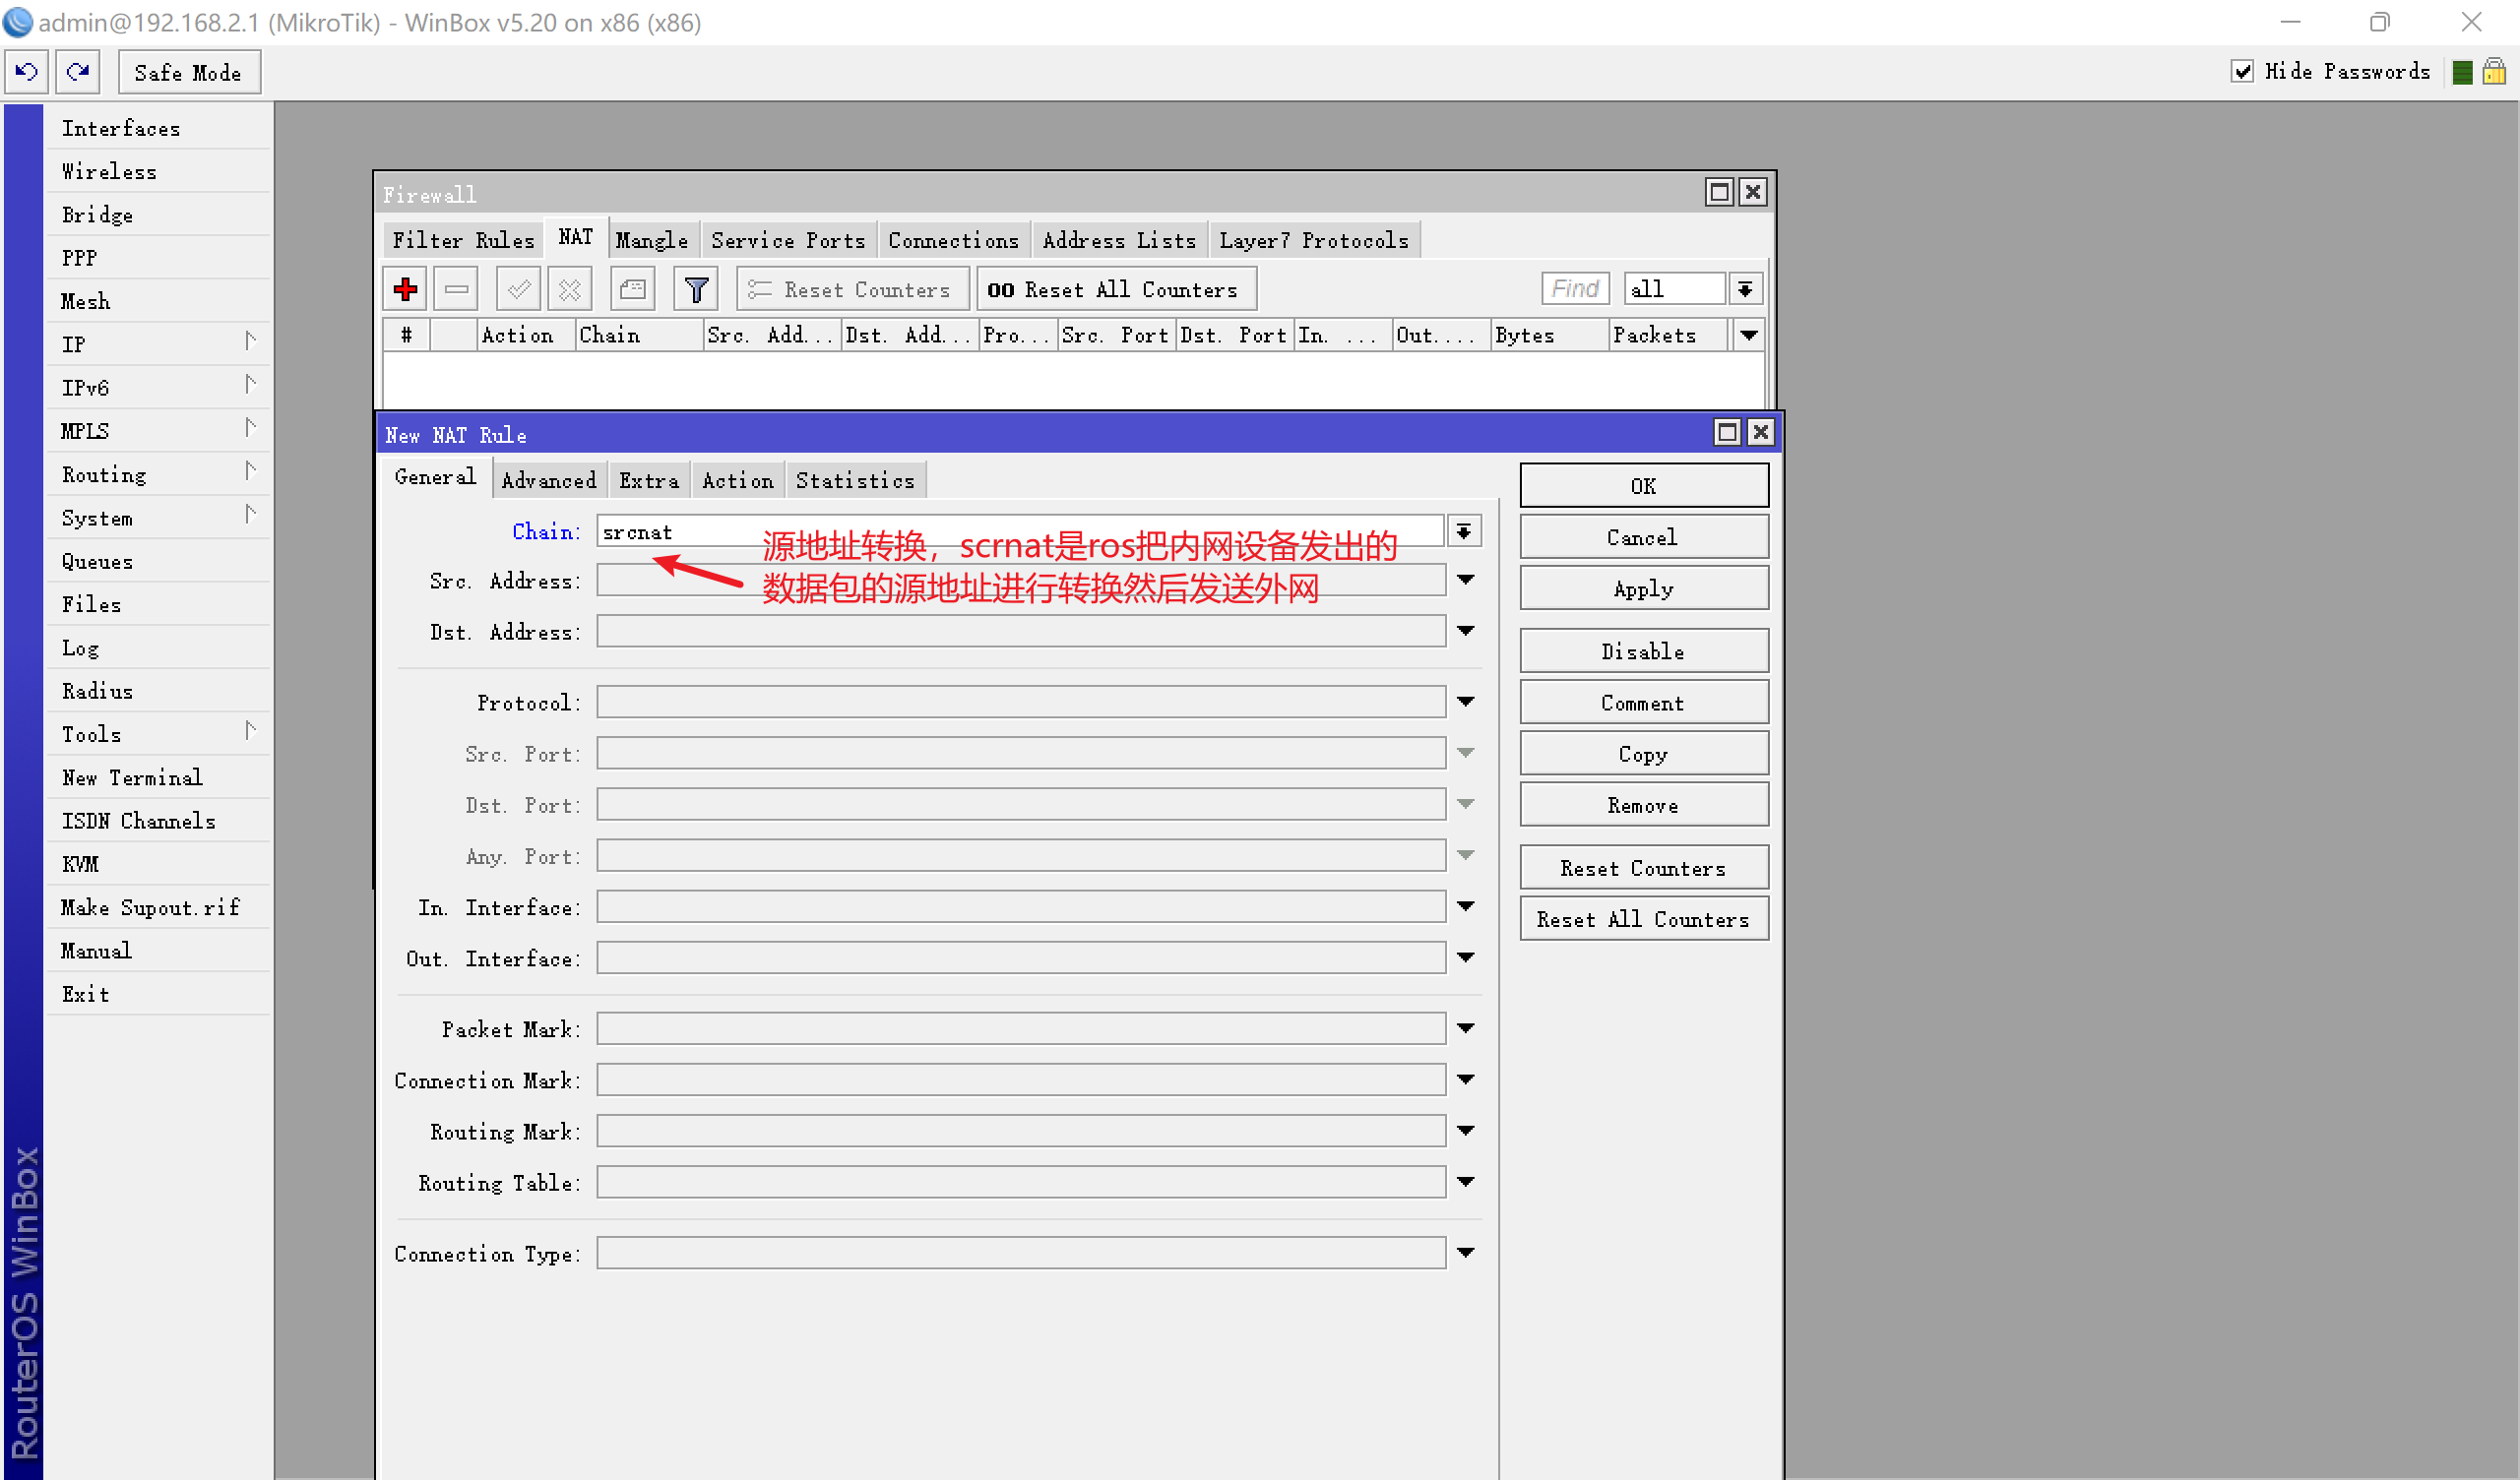 admin@192.168.2.1 (MikroTik) - WinBox v5.20 on x86 (x86)
Safe Mode
Hide Passwords
Interfaces
Wireless
Bridge
PPP
Mesh
IP
IPv6
MPLS
Routing
System
Queues
Files
Log
Radius
Tools
New Terminal
ISDN Channels
KVM
Make Supout.rif
Manual
Exit
RouterOS WinBox
Firewall
Filter Rules NAT Mangle Service Ports Connections Address Lists Layer7 Protocols
Reset Counters 00 Reset All Counters Find all
# Action Chain Src. Add... Dst. Add... Pro... Src. Port Dst. Port In. ... Out.... Bytes Packets
New NAT Rule
General Advanced Extra Action Statistics
Chain: srcnat
源地址转换，scrnat是ros把内网设备发出的
数据包的源地址进行转换然后发送外网
Src. Address:
Dst. Address:
Protocol:
Src. Port:
Dst. Port:
Any. Port:
In. Interface:
Out. Interface:
Packet Mark:
Connection Mark:
Routing Mark:
Routing Table:
Connection Type:
OK
Cancel
Apply
Disable
Comment
Copy
Remove
Reset Counters
Reset All Counters